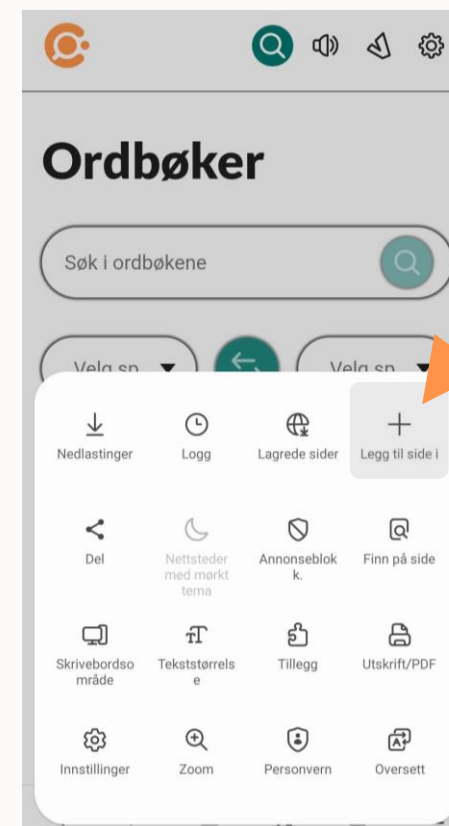 Ordbøker
Søk i ordbøkene
Velg sp
Velg sp
Nedlastinger
Logg
Lagrede sider
Legg til side i
Del
Nettsteder
med mørkt
tema
Annonseblok
k.
Finn på side
Skrivebordso
mråde
Tekststørrels
e
Tillegg
Utskrift/PDF
Innstillinger
Zoom
Personvern
Oversett